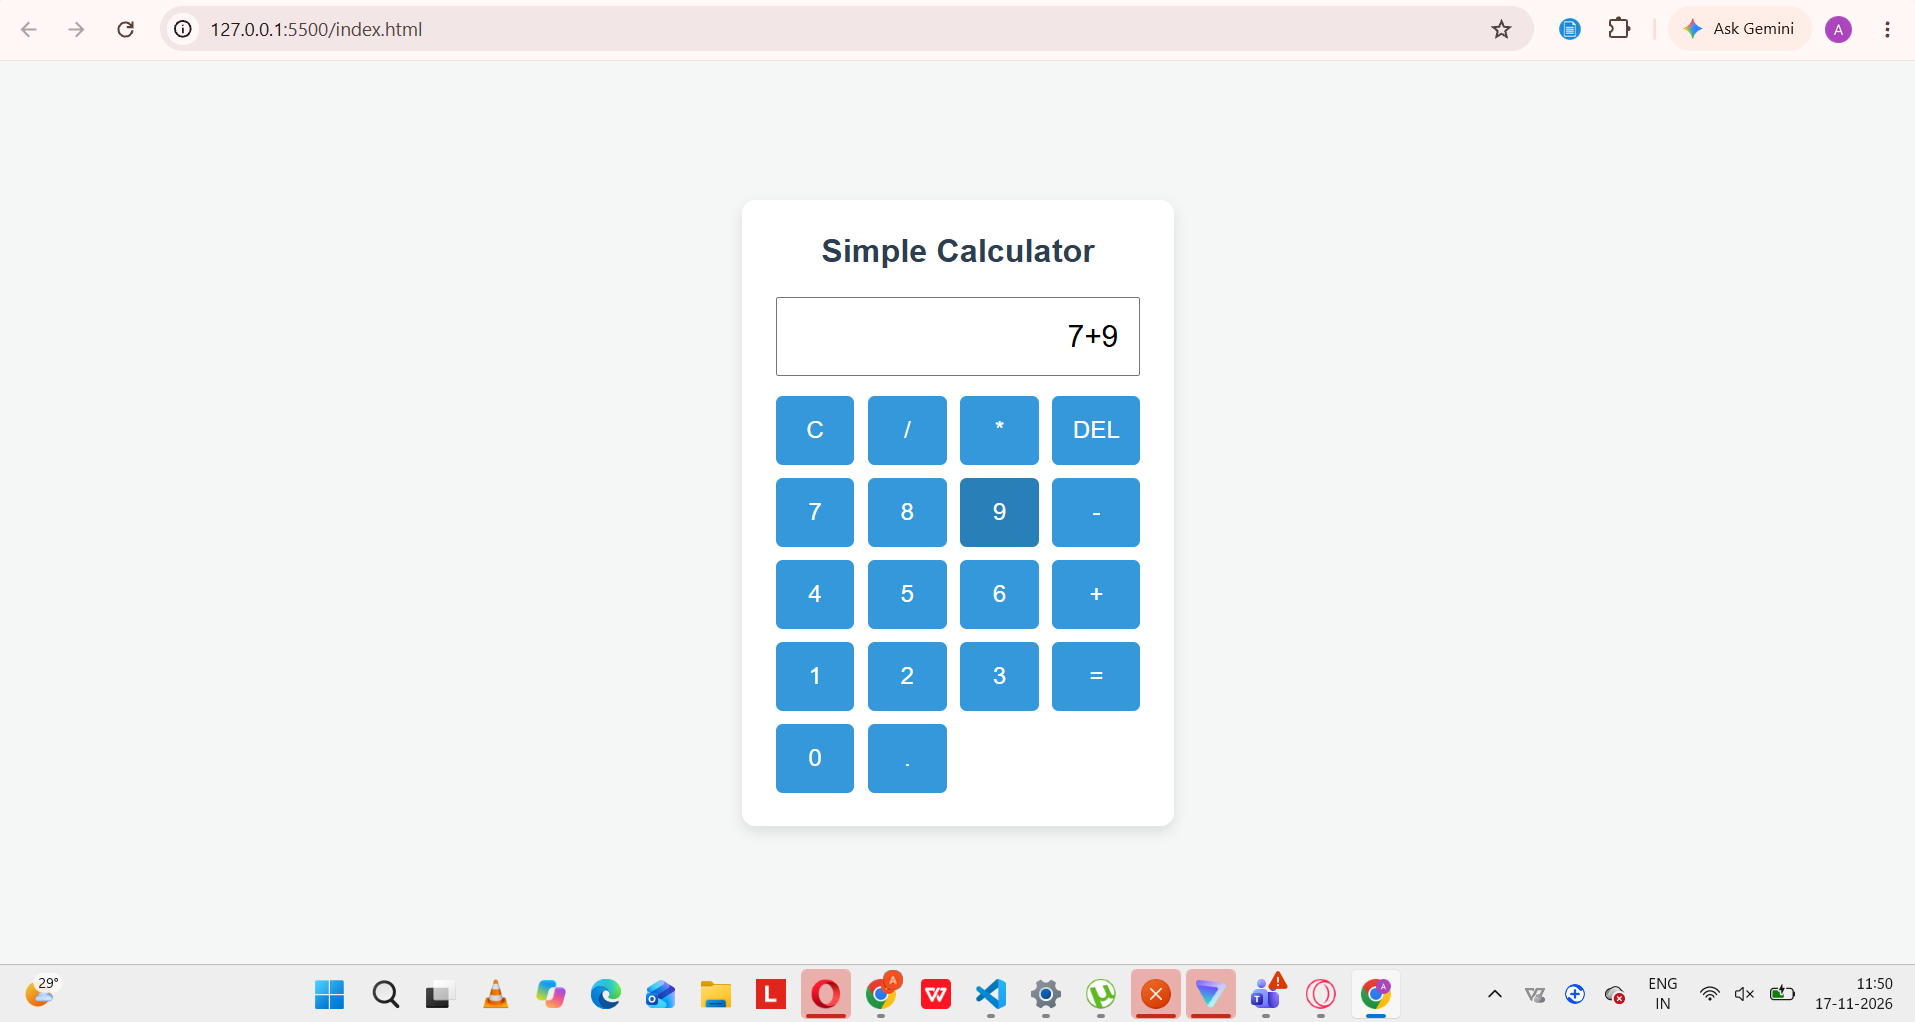 127.0.0.1:5500/index.html
Ask Gemini
A
Simple Calculator
7+9
C / * DEL
7 8 9 -
4 5 6 +
1 2 3 =
0 .
29°
L
A
A
ENG
IN
11:50
17-11-2026